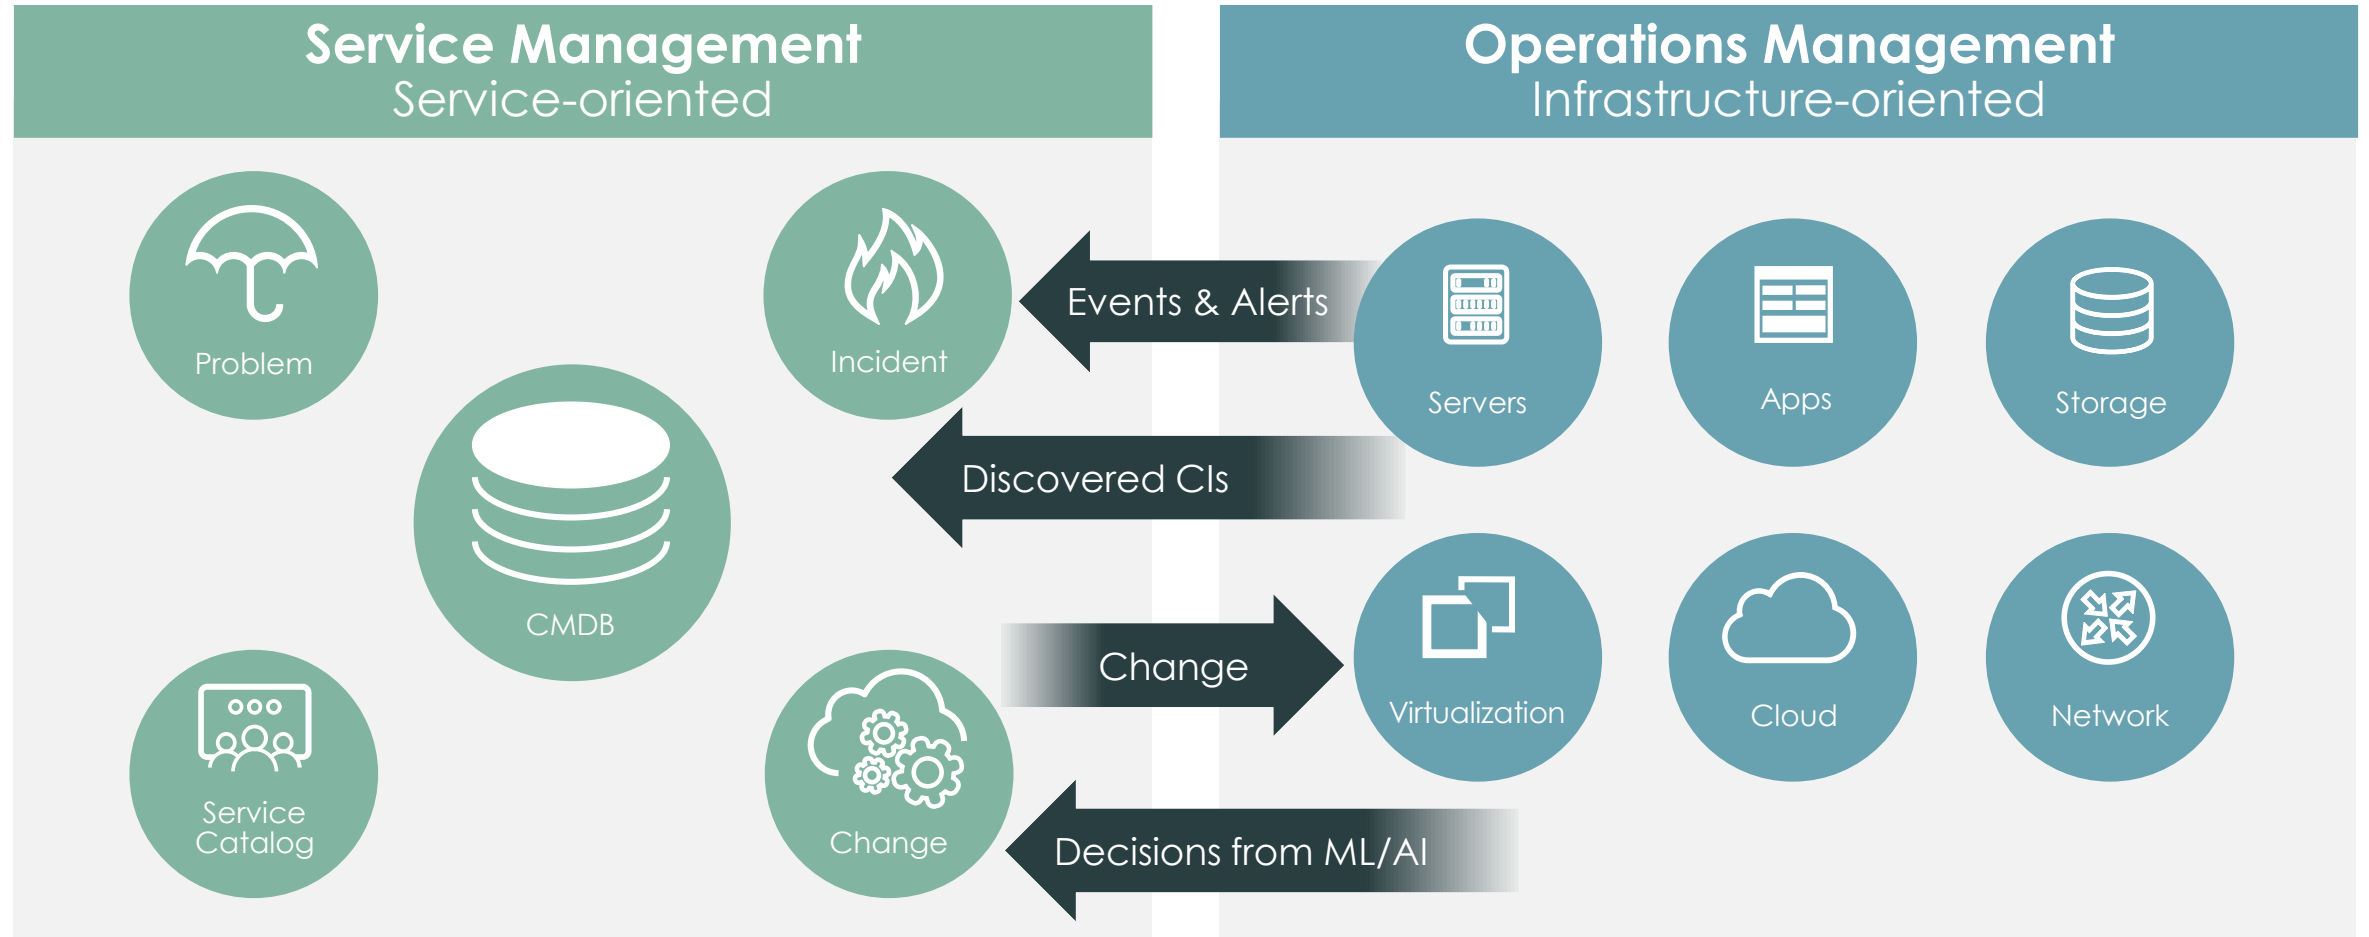 Service Management
Service-oriented
Operations Management
Infrastructure-oriented
Problem
Incident
CMDB
Service
Catalog
Change
Events & Alerts
Discovered CIs
Change
Decisions from ML/AI
Servers
Apps
Storage
Virtualization
Cloud
Network